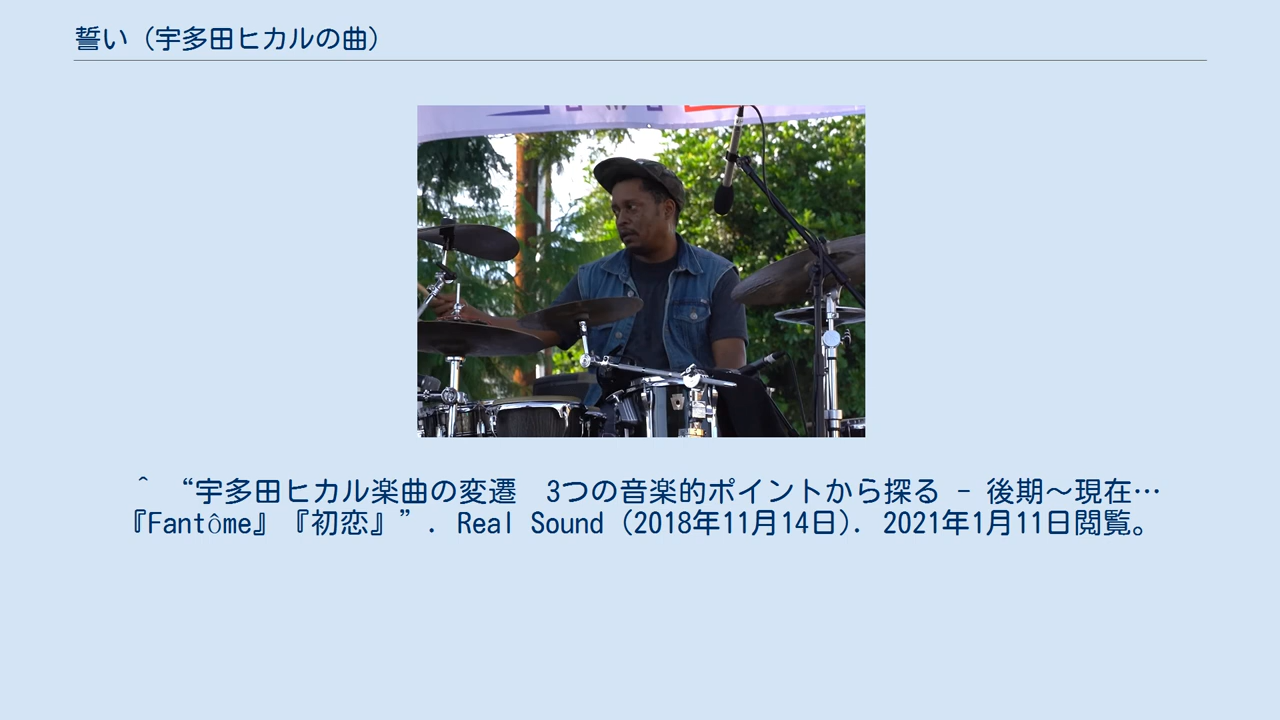 誓い（宇多田ヒカルの曲）
^ “宇多田ヒカル楽曲の変遷　3つの音楽的ポイントから探る - 後期〜現在…
『Fantôme』『初恋』”. Real Sound (2018年11月14日). 2021年1月11日閲覧。